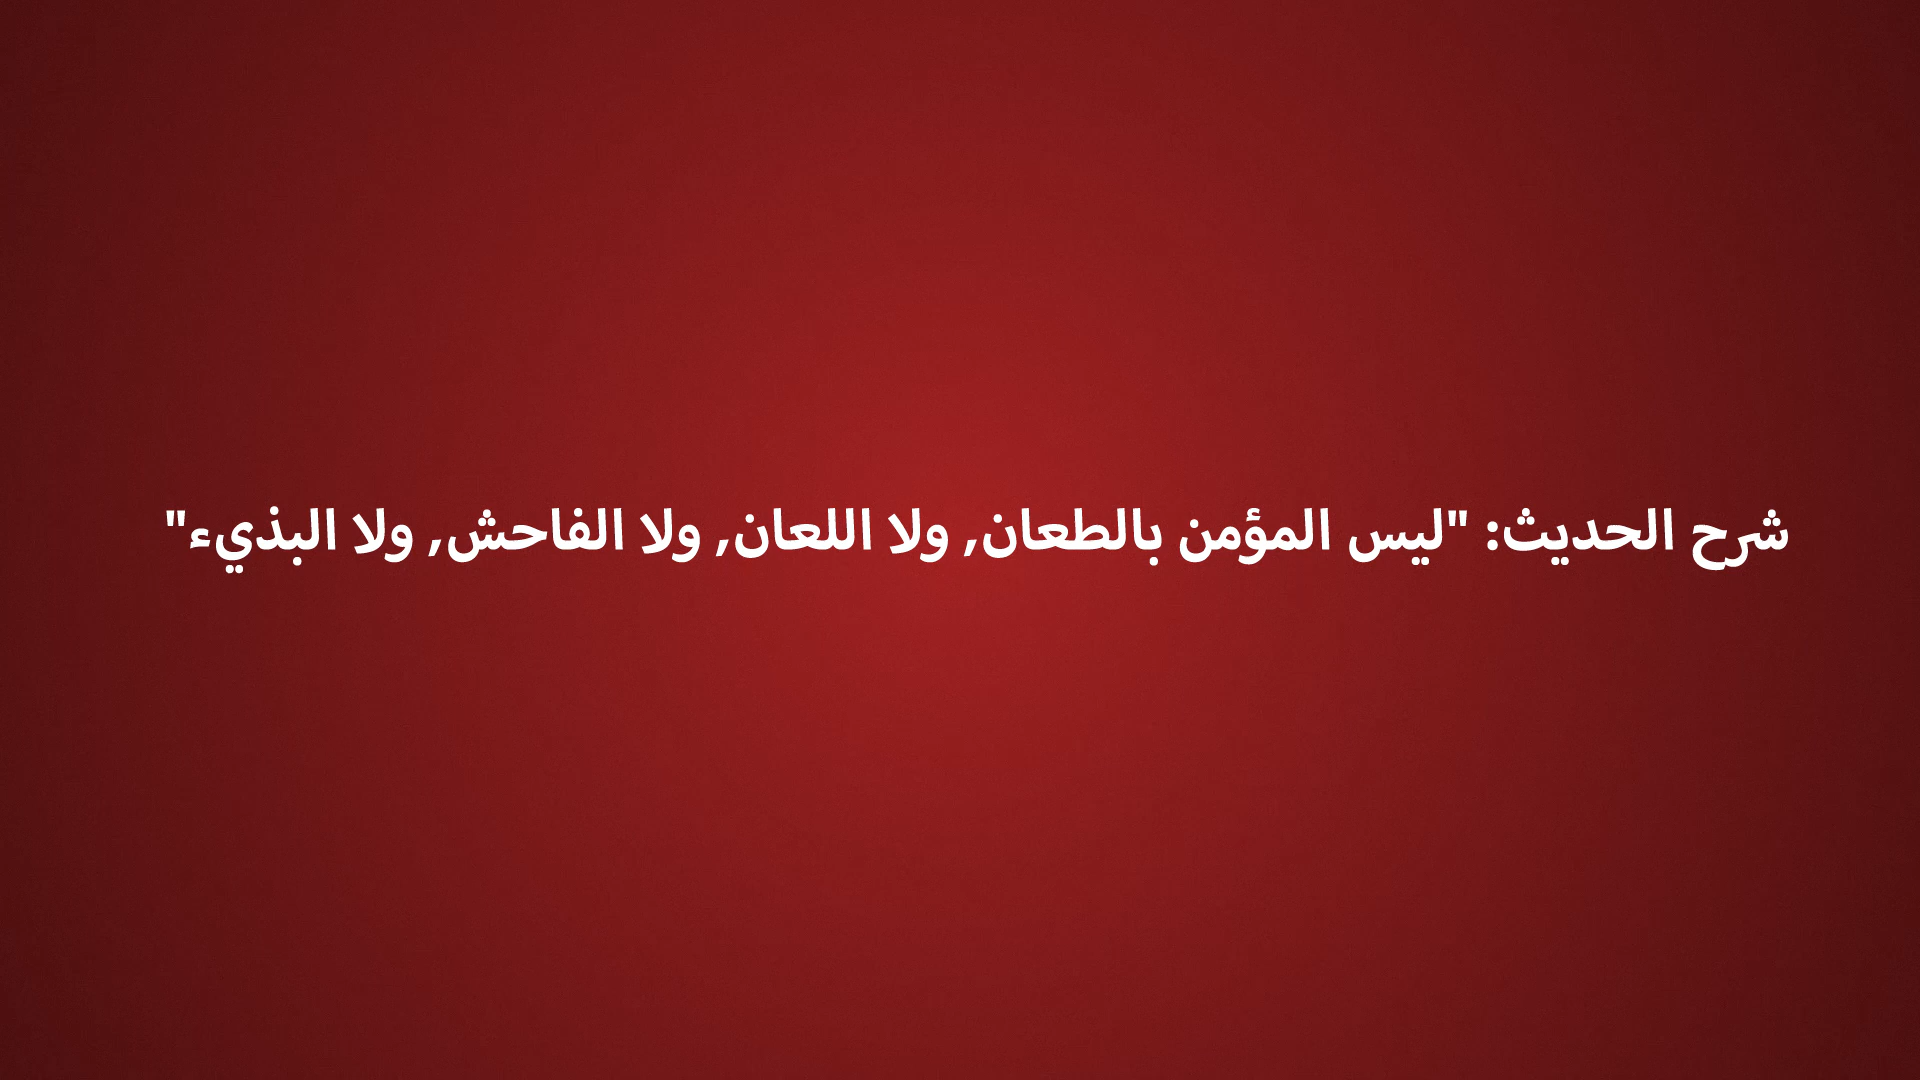 شرح الحديث: "ليس المؤمن بالطعان, ولا اللعان, ولا الفاحش, ولا البذيء"